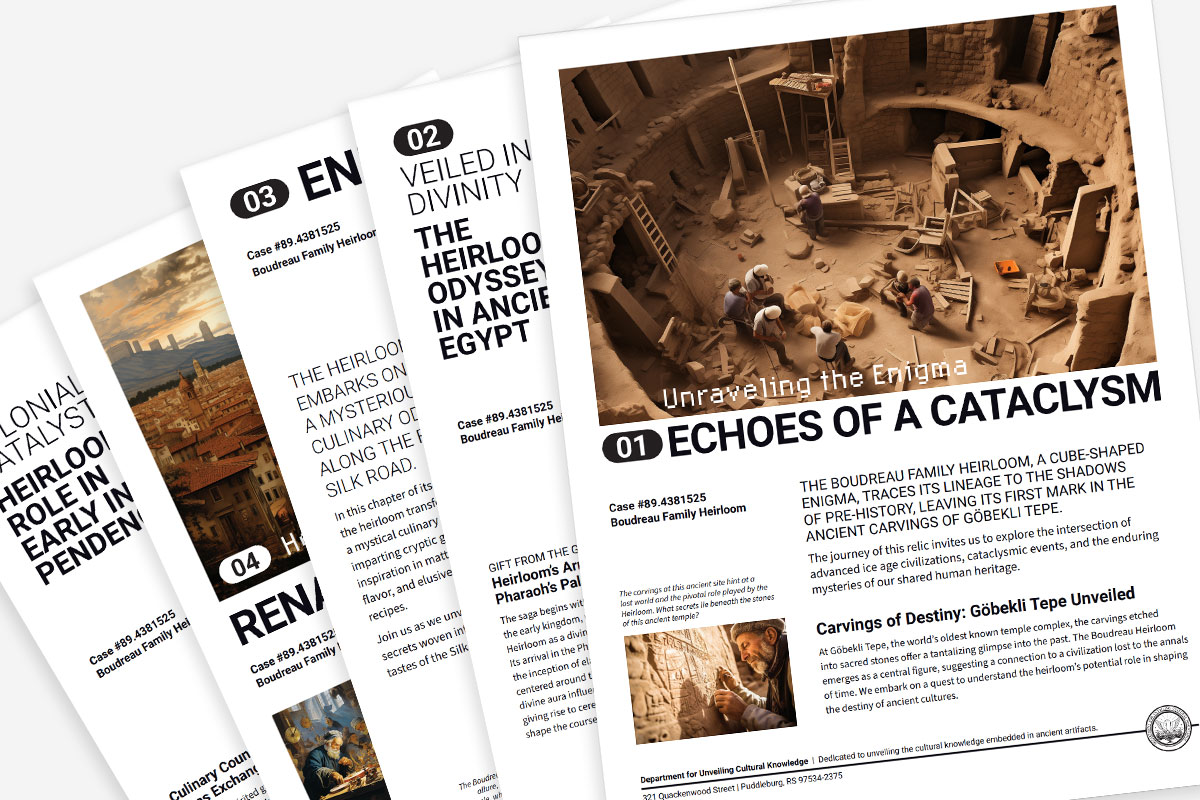 Unraveling the Enigma
01 ECHOES OF A CATACLYSM
Case #89.4381525
Boudreau Family Heirloom
THE BOUDREAU FAMILY HEIRLOOM, A CUBE-SHAPED
ENIGMA, TRACES ITS LINEAGE TO THE SHADOWS
OF PRE-HISTORY, LEAVING ITS FIRST MARK IN THE
ANCIENT CARVINGS OF GÖBEKLI TEPE.
The journey of this relic invites us to explore the intersection of
advanced ice age civilizations, cataclysmic events, and the enduring
mysteries of our shared human heritage.
The carvings at this ancient site hint at a
lost world and the pivotal role played by the
Heirloom. What secrets lie beneath the stones
of this ancient temple?
Carvings of Destiny: Göbekli Tepe Unveiled
At Göbekli Tepe, the world's oldest known temple complex, the carvings etched
into sacred stones offer a tantalizing glimpse into the past. The Boudreau Heirloom
emerges as a central figure, suggesting a connection to a civilization lost to the annals
of time. We embark on a quest to understand the heirloom's potential role in shaping
the destiny of ancient cultures.
Department for Unveiling Cultural Knowledge | Dedicated to unveiling the cultural knowledge embedded in ancient artifacts.
321 Quackenwood Street | Puddleburg, RS 97534-2375
02
VEILED IN
DIVINITY
THE
HEIRLOO
ODYSSEY
IN ANCIE
EGYPT
Case #89.4381525
Boudreau Family He
GIFT FROM THE G
Heirloom's Ar
Pharaoh's Pal
The saga begins wit
the early kingdom,
Heirloom as a divin
Its arrival in the Ph
the inception of el
centered around t
divine aura influe
giving rise to cere
shape the course
The Boudre
allure,
03 EN
Case #89.4381525
Boudreau Family Heirloo
THE HEIRLOO
EMBARKS ON
A MYSTERIOU
CULINARY OD
ALONG THE
SILK ROAD.
In this chapter of its
the heirloom transf
a mystical culinary
imparting cryptic g
inspiration in matt
flavor, and elusive
recipes.
Join us as we unv
secrets woven in
tastes of the Silk
04 H
RENA
Case #89.43815
Boudreau Family
LONIAL
ATALYST
HEIRLOO
ROLE IN
EARLY IN
PENDEN
Case #89.4381525
Boudreau Family Hei
Culinary Coun
s Exchang